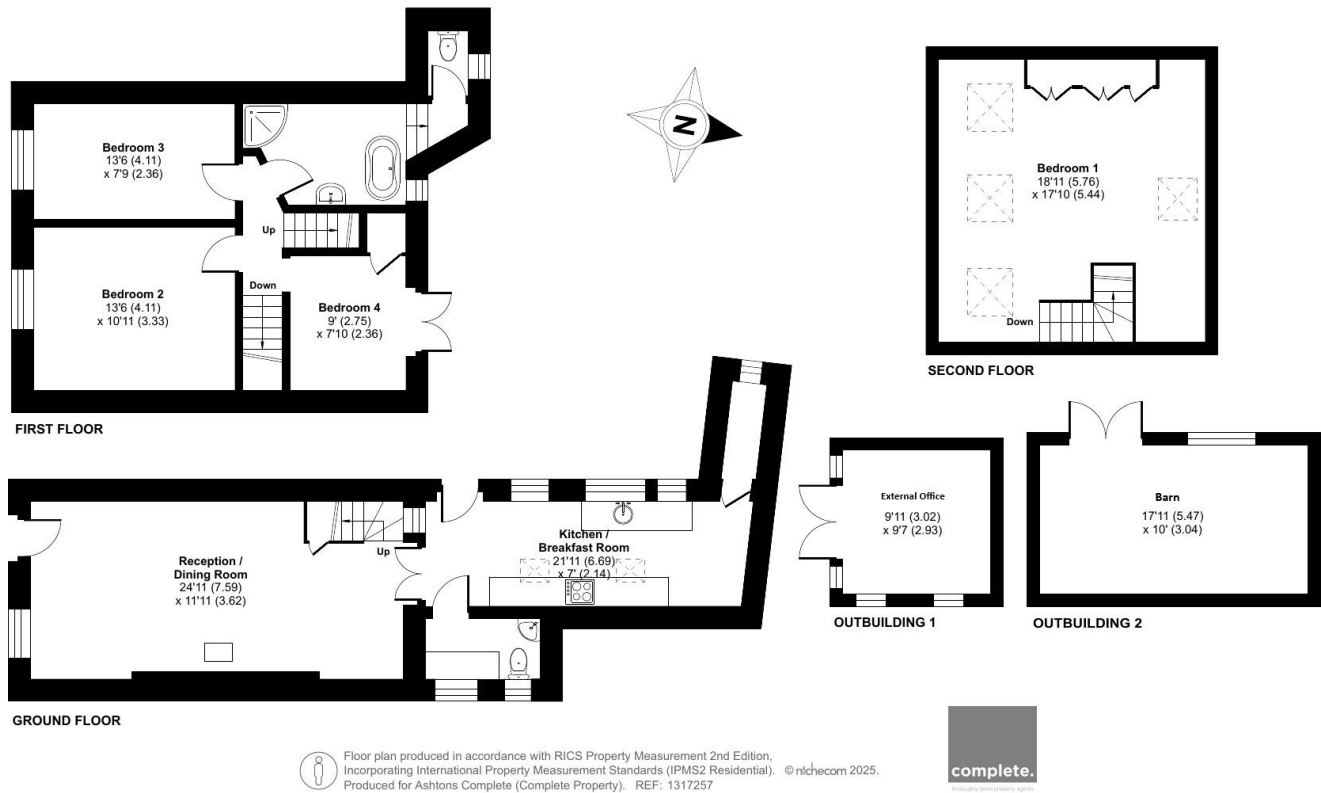 Bedroom 3
13'6 (4.11)
x 7'9 (2.36)
Up
Bedroom 2
13'6 (4.11)
x 10'11 (3.33)
Down
Bedroom 4
9' (2.75)
x 7'10 (2.36)
FIRST FLOOR
N
Bedroom 1
18'11 (5.76)
x 17'10 (5.44)
Down
SECOND FLOOR
Reception /
Dining Room
24'11 (7.59)
x 11'11 (3.62)
Up
Kitchen /
Breakfast Room
21'11 (6.69)
x 7' (2.14)
GROUND FLOOR
External Office
9'11 (3.02)
x 9'7 (2.93)
OUTBUILDING 1
Barn
17'11 (5.47)
x 10' (3.04)
OUTBUILDING 2
Floor plan produced in accordance with RICS Property Measurement 2nd Edition,
Incorporating International Property Measurement Standards (IPMS2 Residential). © nichecom 2025.
Produced for Ashtons Complete (Complete Property). REF: 1317257
complete.
thoroughly good property agents